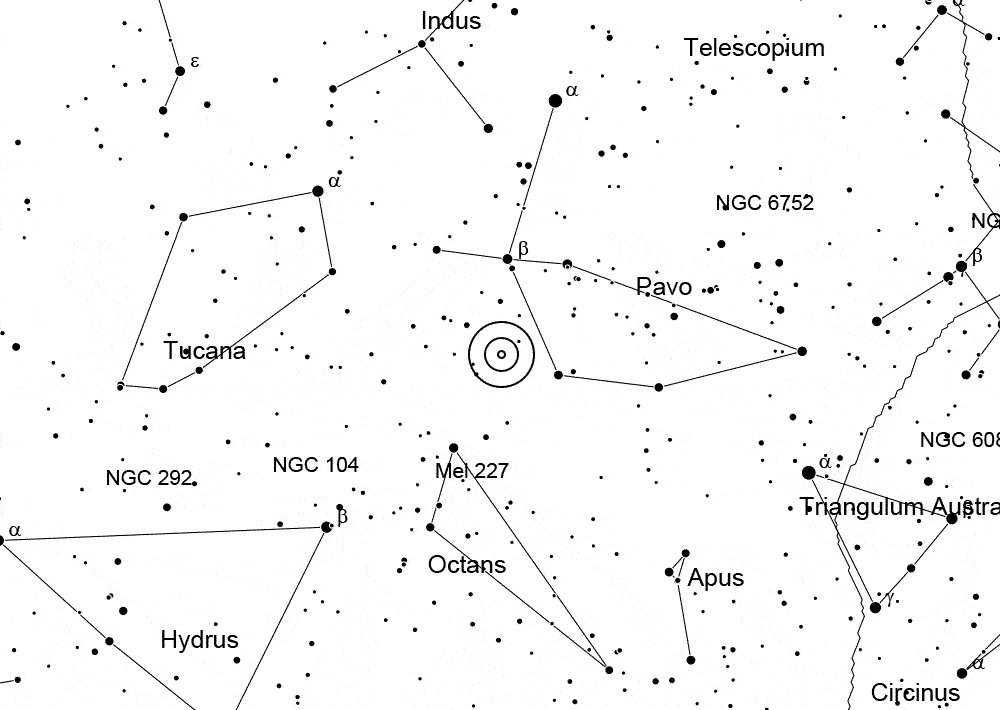 α
Indus
Telescopium
ε
α
α
NGC 6752
NG
β
β
Pavo
Tucana
NGC 608
NGC 104
Mel 227
α
NGC 292
Triangulum Austra
β
β
α
Octans
Apus
γ
Hydrus
α
Circinus